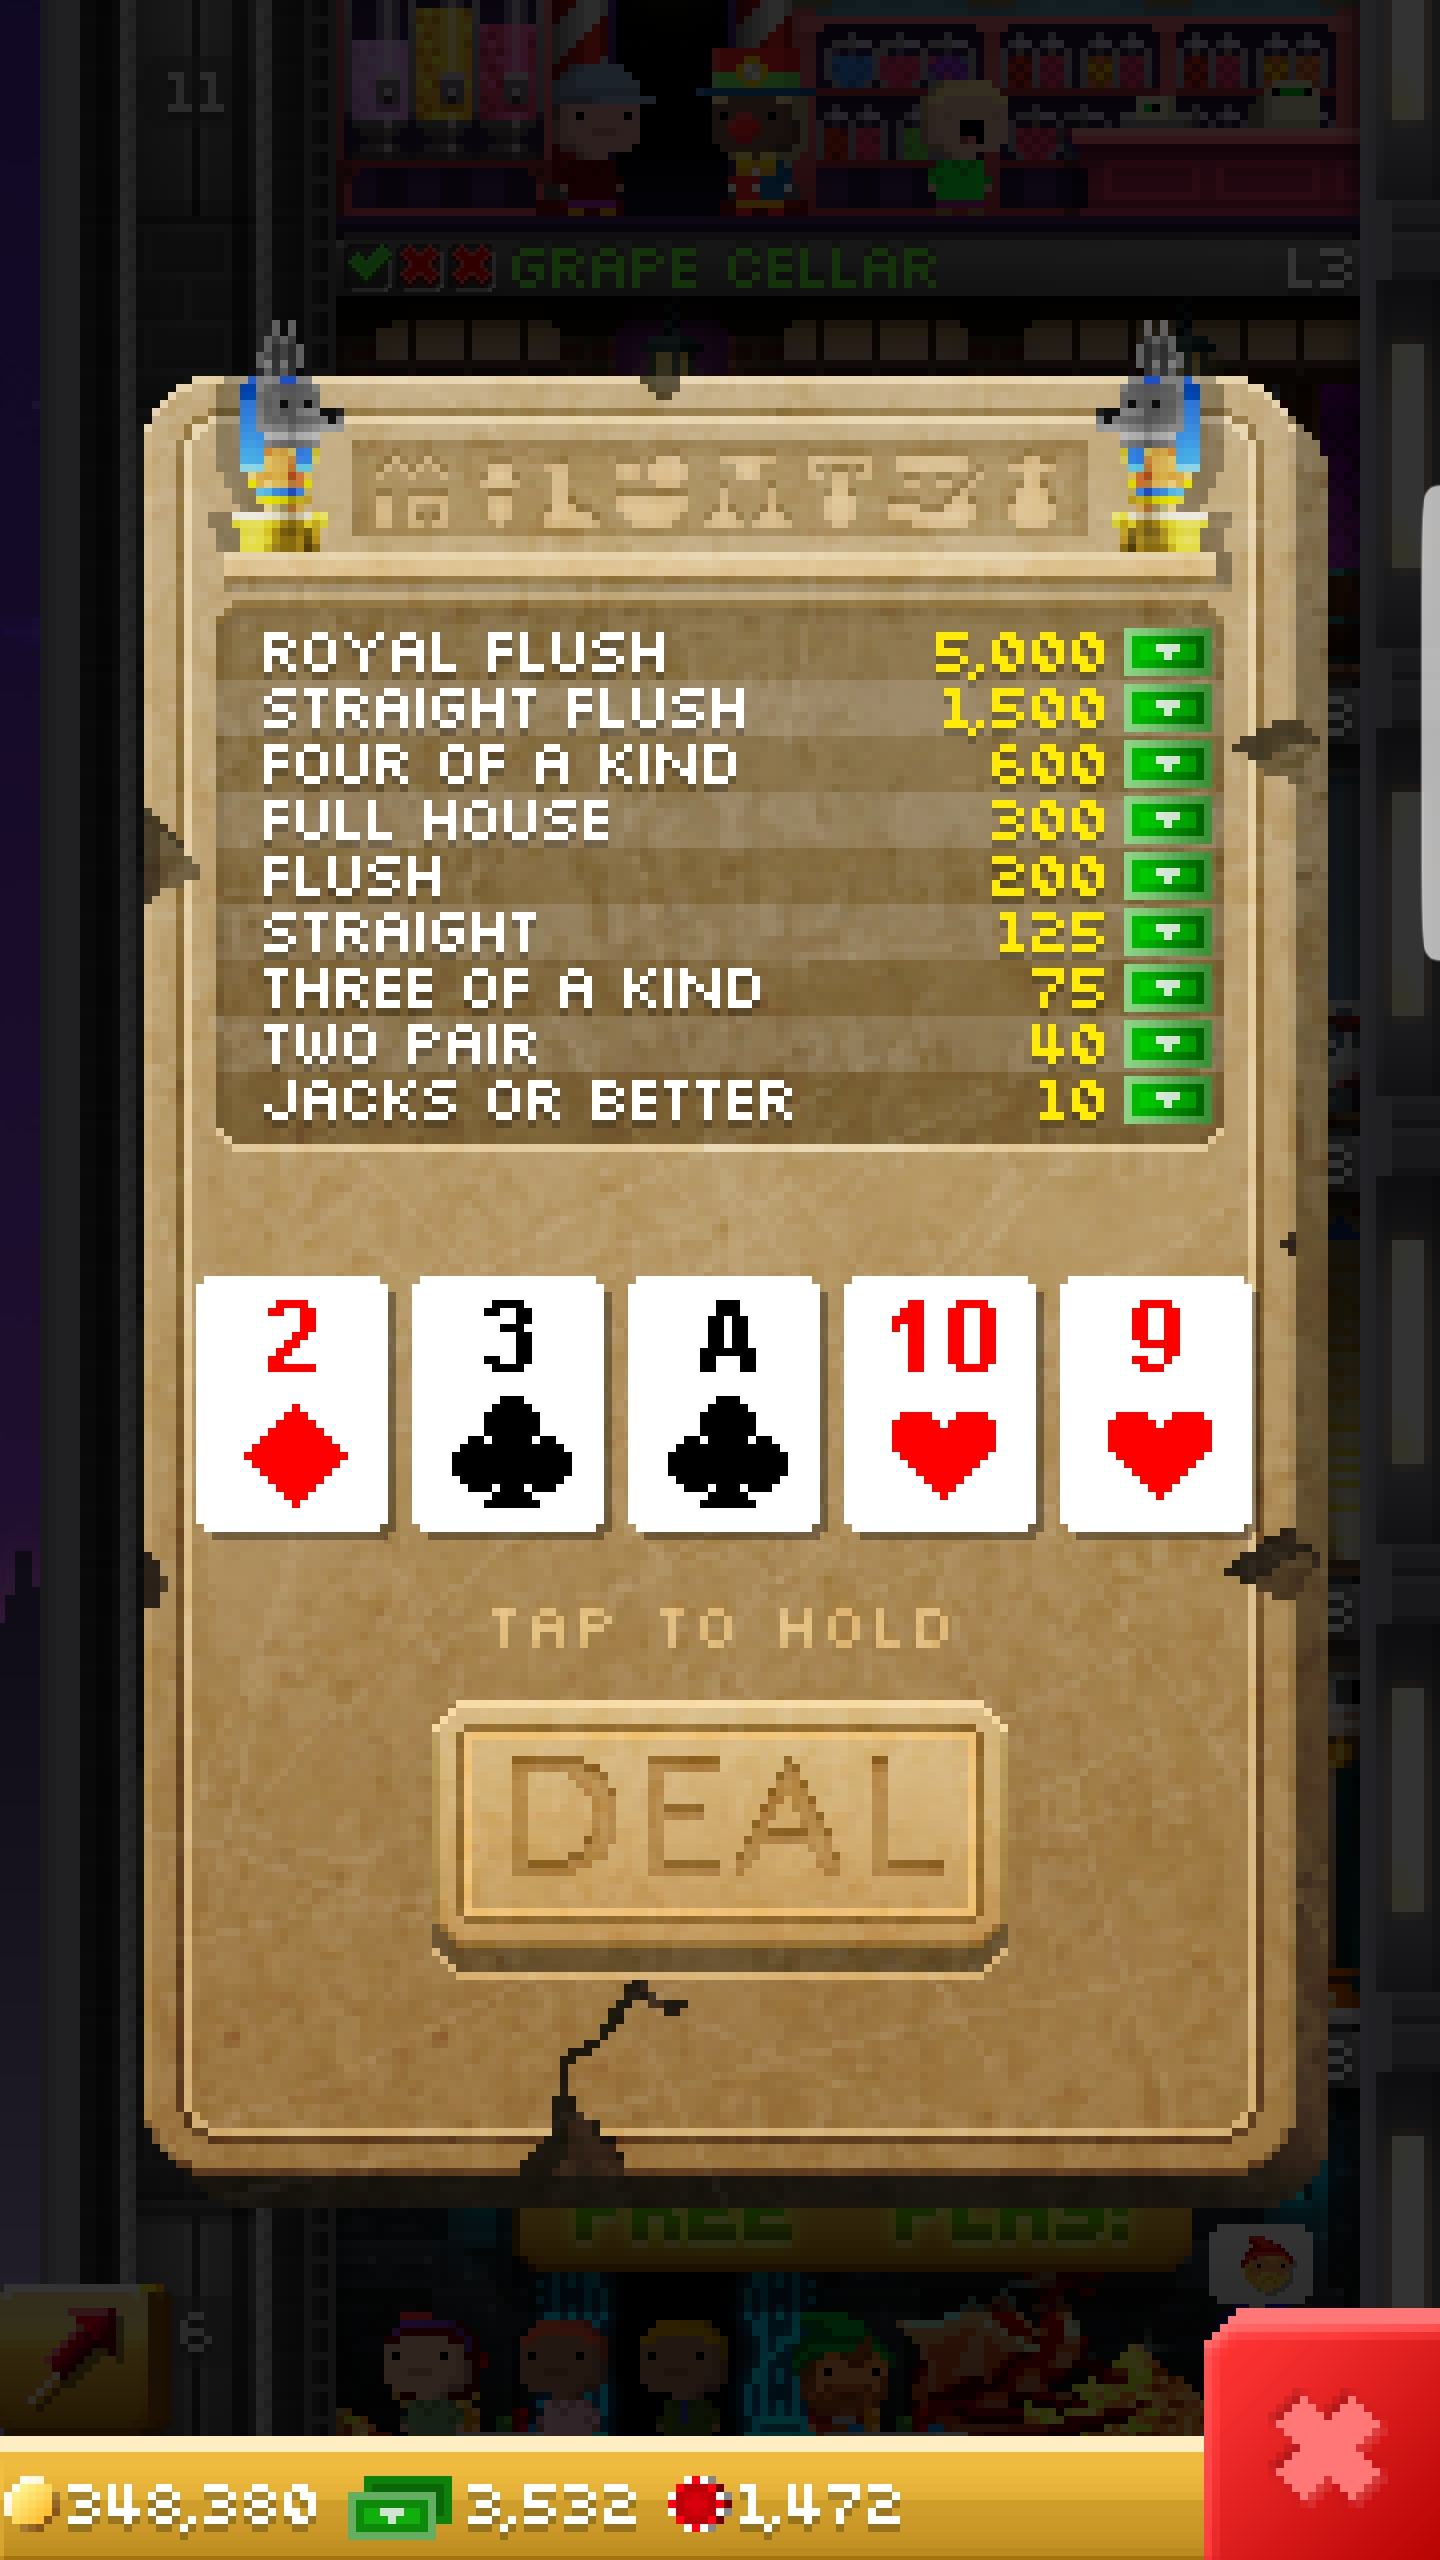 11
GRAPE CELLAR L3
ROYAL FLUSH 5,000
STRAIGHT FLUSH 1,500
FOUR OF A KIND 600
FULL HOUSE 300
FLUSH 200
STRAIGHT 125
THREE OF A KIND 75
TWO PAIR 40
JACKS OR BETTER 10
2 3 A 10 9
TAP TO HOLD
DEAL
6
348,380 3,532 1,472